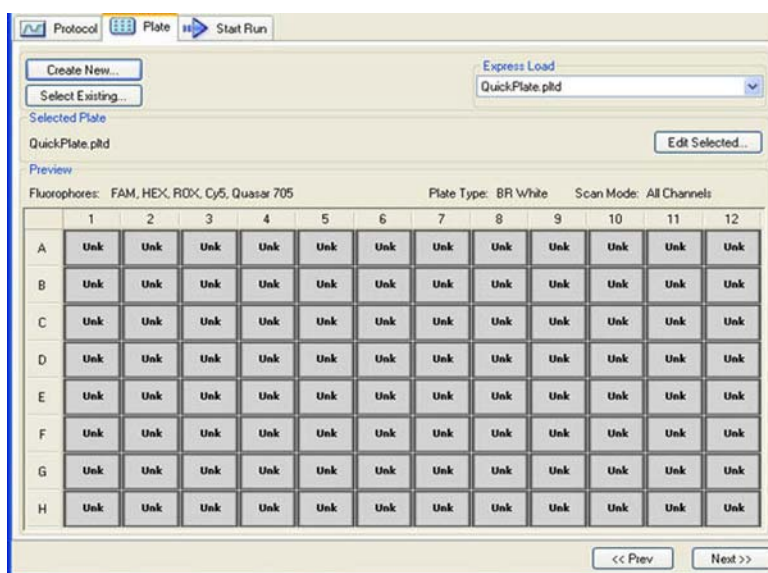 Protocol Plate Start Run
Create New... Express Load
Select Existing... QuickPlate.pltd
Selected Plate
QuickPlate.pltd Edit Selected...
Preview
Fluorophores: FAM, HEX, ROX, Cy5, Quasar 705 Plate Type: BR White Scan Mode: All Channels
1 2 3 4 5 6 7 8 9 10 11 12
A Unk Unk Unk Unk Unk Unk Unk Unk Unk Unk Unk Unk
B Unk Unk Unk Unk Unk Unk Unk Unk Unk Unk Unk Unk
C Unk Unk Unk Unk Unk Unk Unk Unk Unk Unk Unk Unk
D Unk Unk Unk Unk Unk Unk Unk Unk Unk Unk Unk Unk
E Unk Unk Unk Unk Unk Unk Unk Unk Unk Unk Unk Unk
F Unk Unk Unk Unk Unk Unk Unk Unk Unk Unk Unk Unk
G Unk Unk Unk Unk Unk Unk Unk Unk Unk Unk Unk Unk
H Unk Unk Unk Unk Unk Unk Unk Unk Unk Unk Unk Unk
<< Prev Next >>